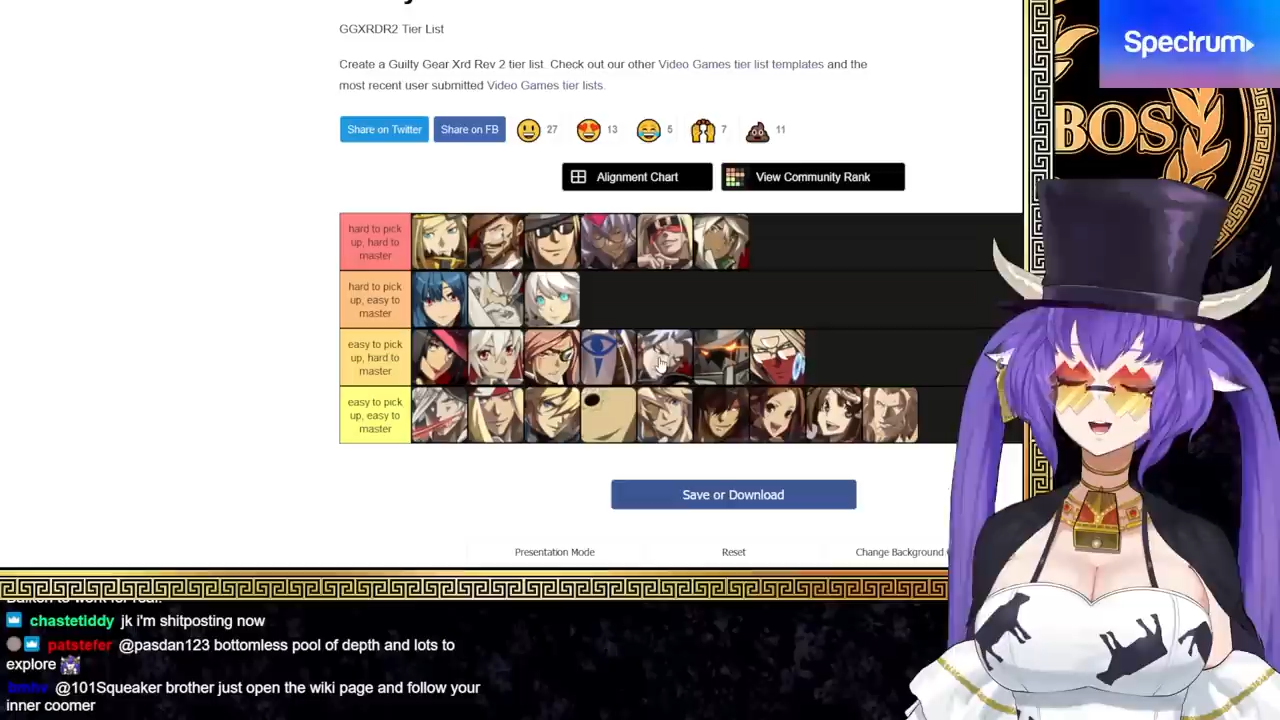 GGXRDR2 Tier List
Create a Guilty Gear Xrd Rev 2 tier list. Check out our other Video Games tier list templates and the
most recent user submitted Video Games tier lists.
Share on Twitter
Share on FB
27
13
5
7
11
Alignment Chart
View Community Rank
hard to pick
up, hard to
master
hard to pick
up, easy to
master
easy to pick
up, hard to
master
easy to pick
up, easy to
master
Save or Download
Presentation Mode
Reset
Change Background
Spectrum
BOS
chastetiddy jk i'm shitposting now
patstefer @pasdan123 bottomless pool of depth and lots to
explore
bmhv @101Squeaker brother just open the wiki page and follow your
inner coomer